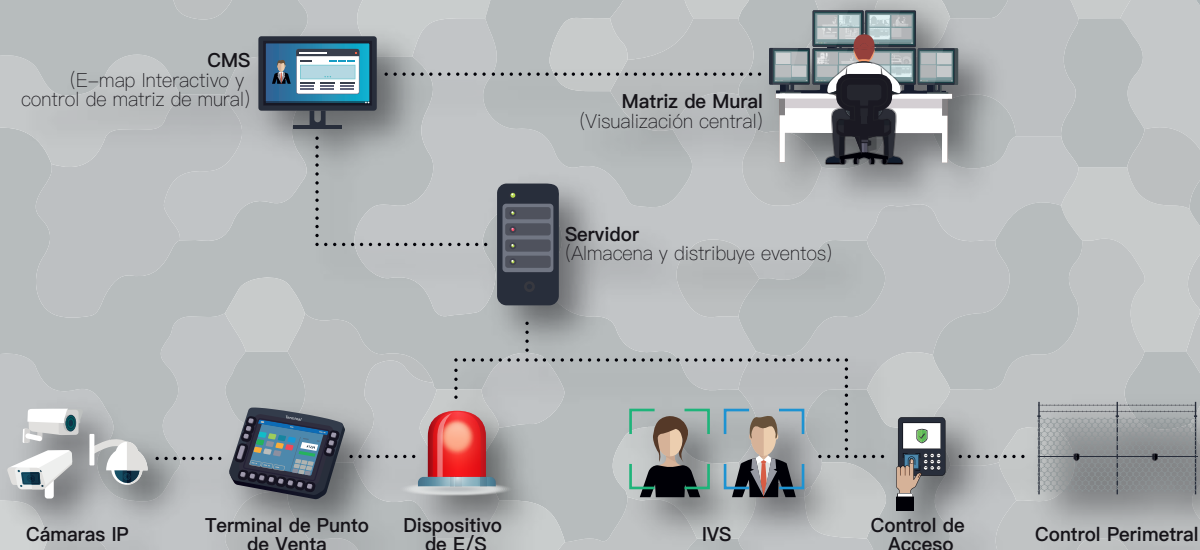 CMS
(E-map Interactivo y
control de matriz de mural)
Matriz de Mural
(Visualización central)
Servidor
(Almacena y distribuye eventos)
Terminal
Cámaras IP
Terminal de Punto
de Venta
Dispositivo
de E/S
IVS
Control de
Acceso
Control Perimetral